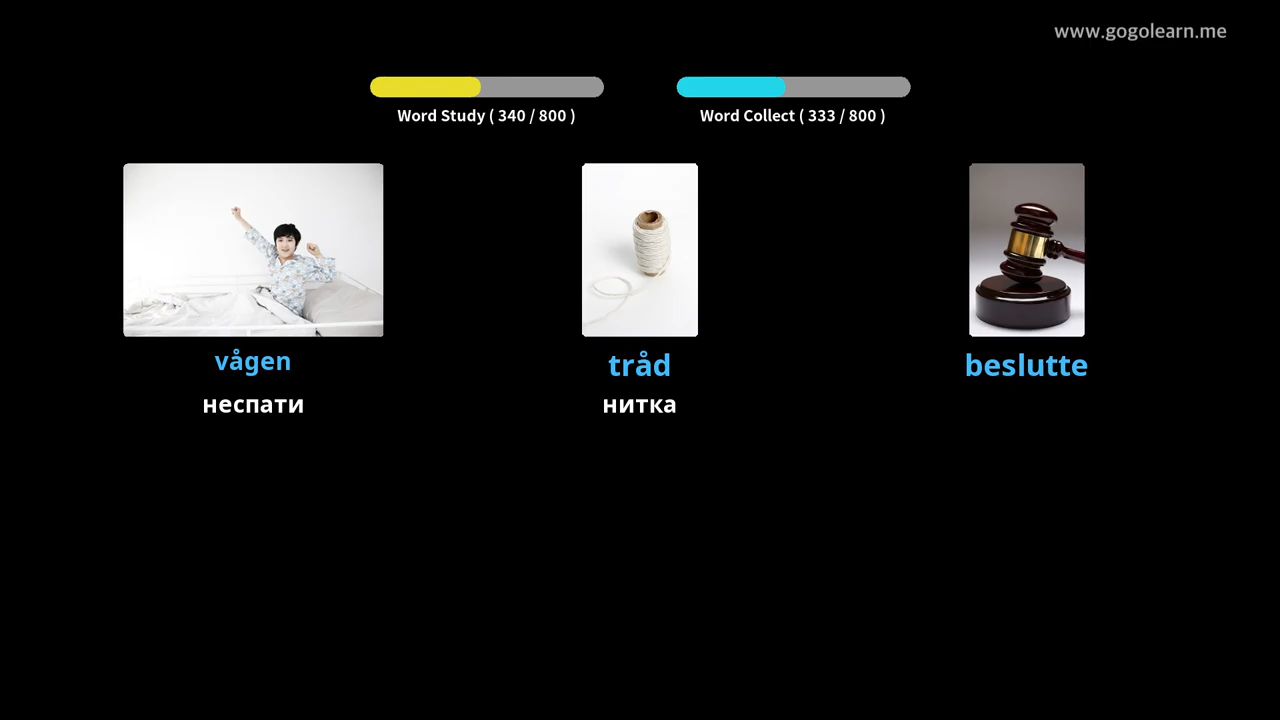 www.gogolearn.me
Word Study ( 340 / 800 )
Word Collect ( 333 / 800 )
vågen
tråd
beslutte
неспати
нитка